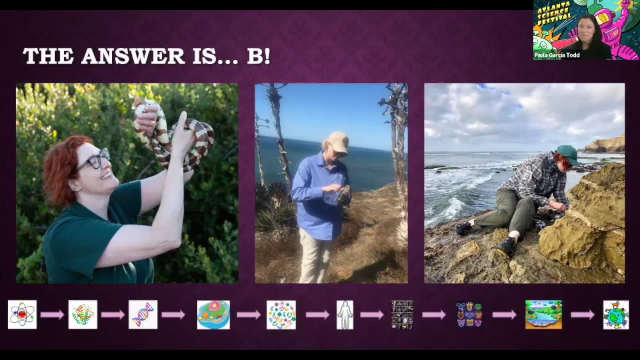 THE ANSWER IS... B!
ATLANTA
SCIENCE
FESTIVAL
Paula Garcia Todd